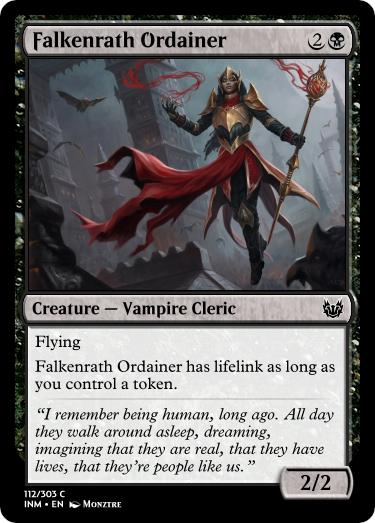 Falkenrath Ordainer 2
Creature — Vampire Cleric
Flying
Falkenrath Ordainer has lifelink as long as
you control a token.
“I remember being human, long ago. All day
they walk around asleep, dreaming,
imagining that they are real, that they have
lives, that they’re people like us.”
2/2
112/303 C
INM • EN Monztre